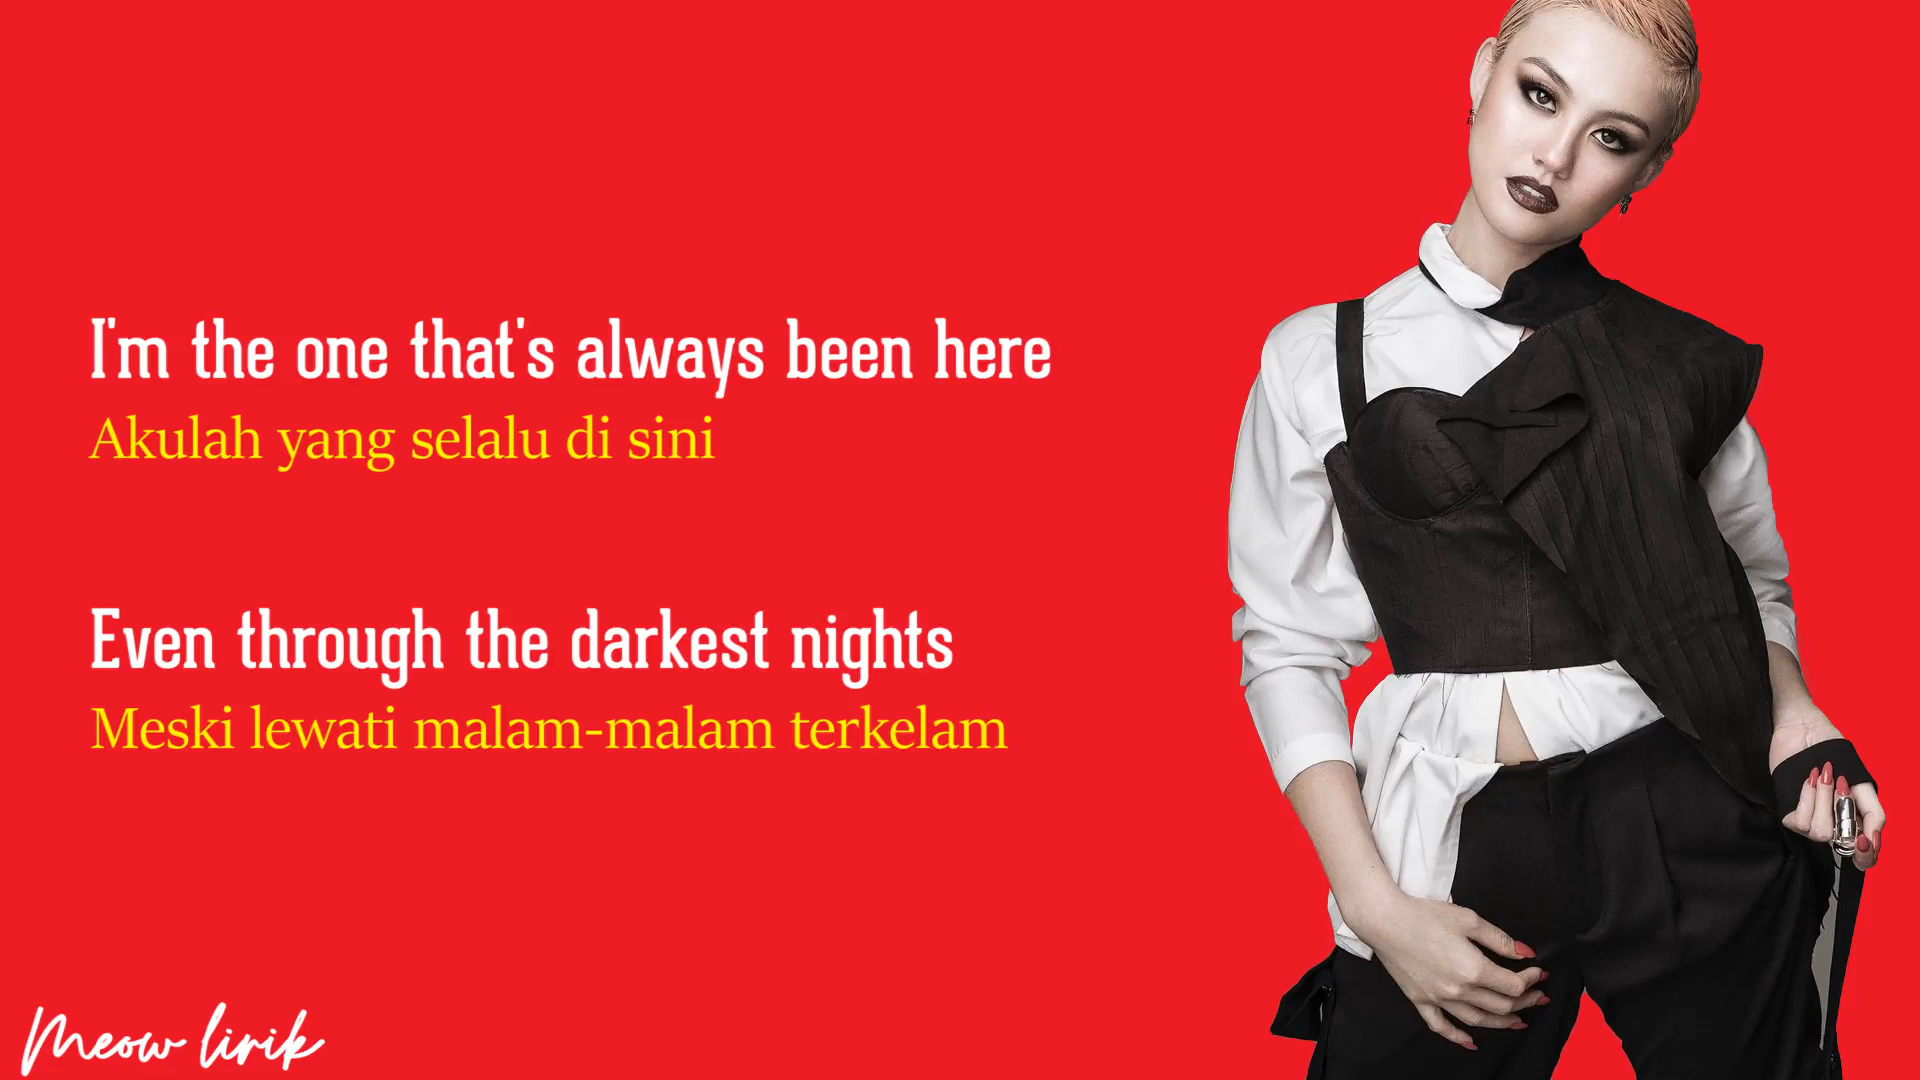 I'm the one that's always been here
Akulah yang selalu di sini
Even through the darkest nights
Meski lewati malam-malam terkelam
Meow lirik